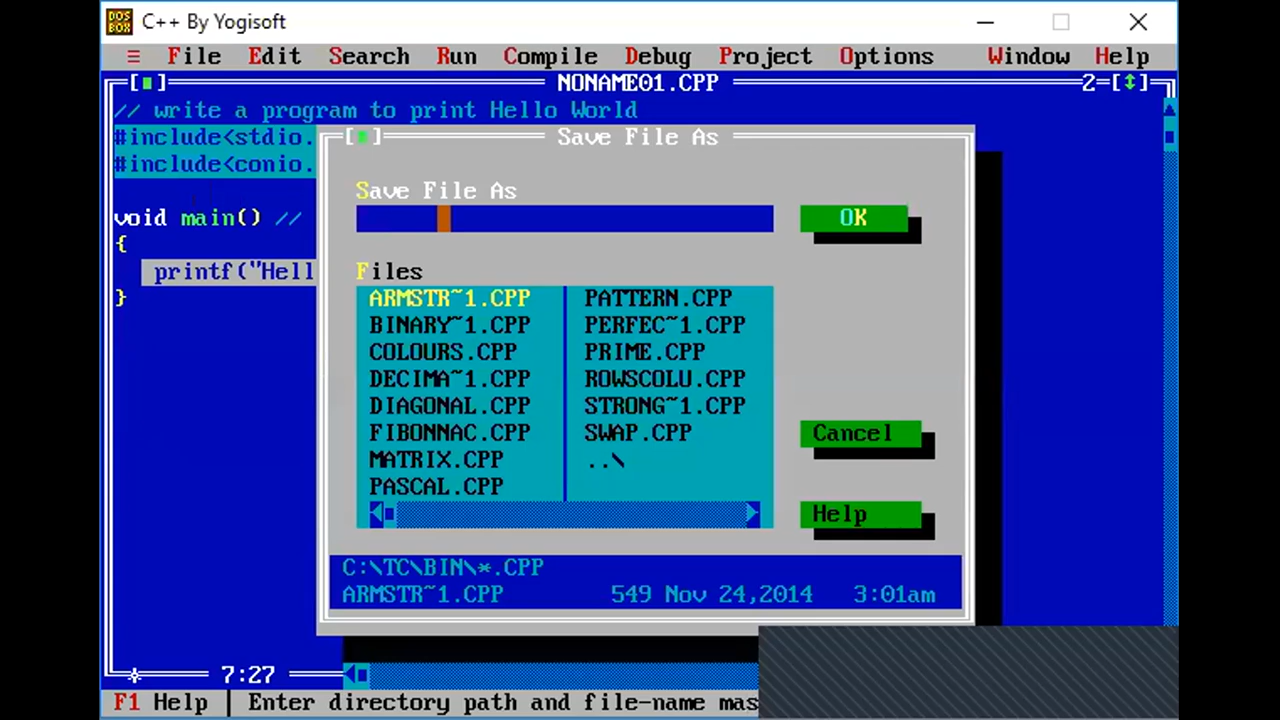 DOS BOX C++ By Yogisoft
≡ File Edit Search Run Compile Debug Project Options Window Help
[■] NONAME01.CPP 2=[↕]
// write a program to print Hello World
#include<stdio.
#include<conio.
void main() //
{
printf("Hell
}
[■] Save File As
Save File As
OK
Files
ARMSTR~1.CPP PATTERN.CPP
BINARY~1.CPP PERFEC~1.CPP
COLOURS.CPP PRIME.CPP
DECIMA~1.CPP ROWSCOLU.CPP
DIAGONAL.CPP STRONG~1.CPP
FIBONNAC.CPP SWAP.CPP
MATRIX.CPP ..\
PASCAL.CPP
Cancel
Help
C:\TC\BIN\*.CPP
ARMSTR~1.CPP 549 Nov 24,2014 3:01am
7:27
F1 Help | Enter directory path and file-name mas